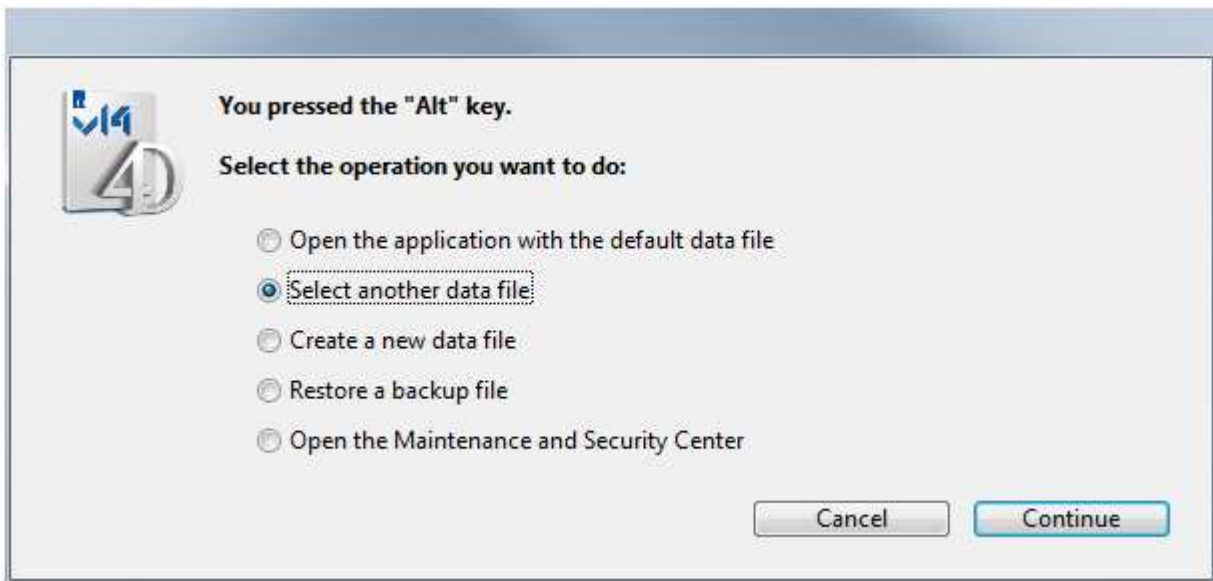 R
v14
4D
You pressed the "Alt" key.
Select the operation you want to do:
Open the application with the default data file
Select another data file
Create a new data file
Restore a backup file
Open the Maintenance and Security Center
Cancel
Continue